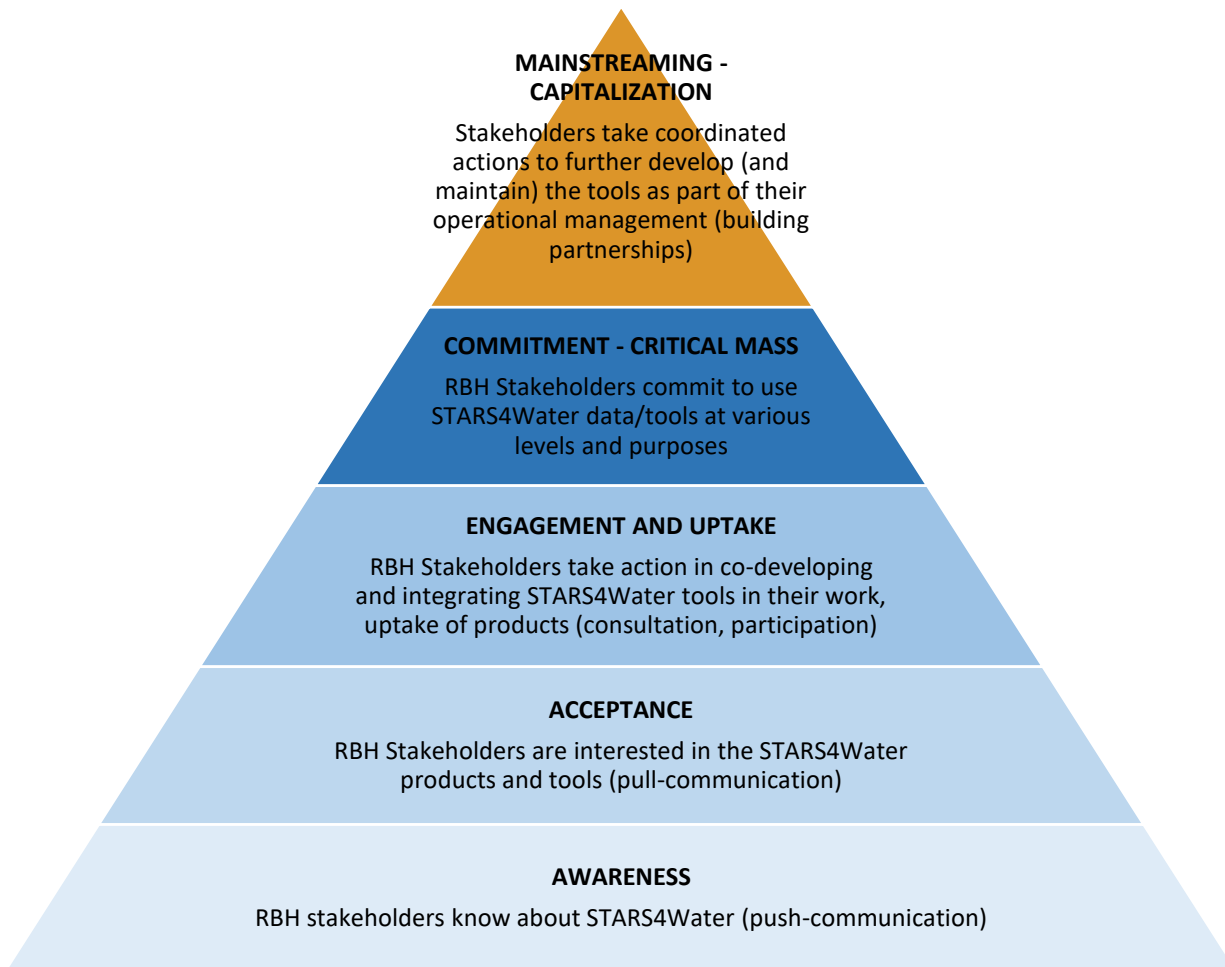 MAINSTREAMING -
CAPITALIZATION
Stakeholders take coordinated
actions to further develop (and
maintain) the tools as part of their
operational management (building
partnerships)
COMMITMENT - CRITICAL MASS
RBH Stakeholders commit to use
STARS4Water data/tools at various
levels and purposes
ENGAGEMENT AND UPTAKE
RBH Stakeholders take action in co-developing
and integrating STARS4Water tools in their work,
uptake of products (consultation, participation)
ACCEPTANCE
RBH Stakeholders are interested in the STARS4Water
products and tools (pull-communication)
AWARENESS
RBH stakeholders know about STARS4Water (push-communication)